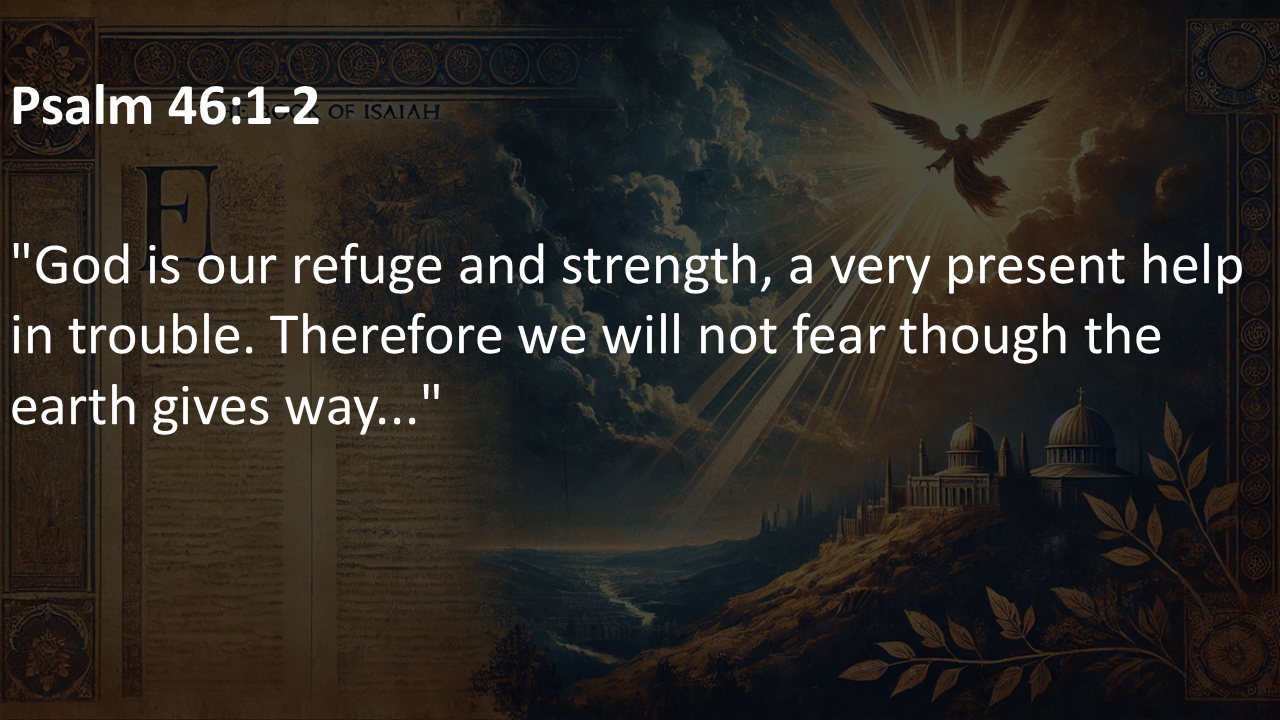 Psalm 46:1-2
OF ISAIAH
E
"God is our refuge and strength, a very present help
in trouble. Therefore we will not fear though the
earth gives way..."